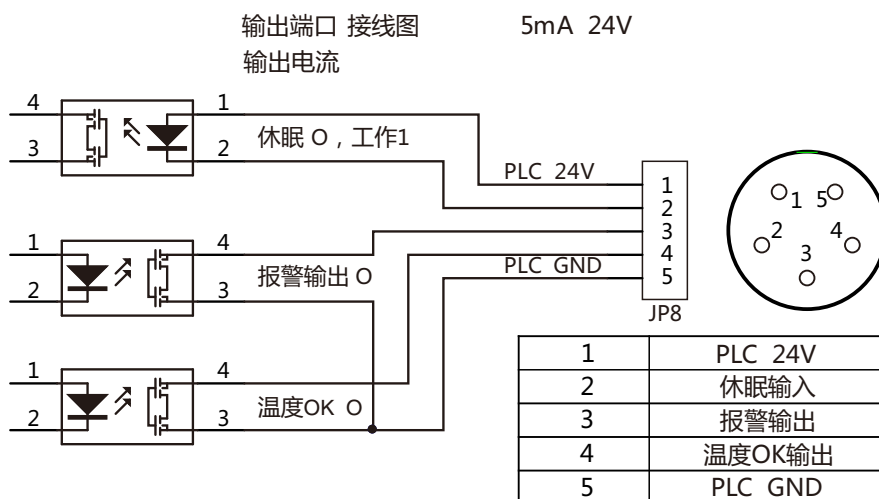 输出端口 接线图 5mA 24V
输出电流
4 1
休眠 O，工作1
3 2
PLC 24V
1
2
3
4
5
JP8
1 5
2 4
3
1 4
报警输出 O
2 3
PLC GND
1 4
温度OK O
2 3
1 PLC 24V
2 休眠输入
3 报警输出
4 温度OK输出
5 PLC GND